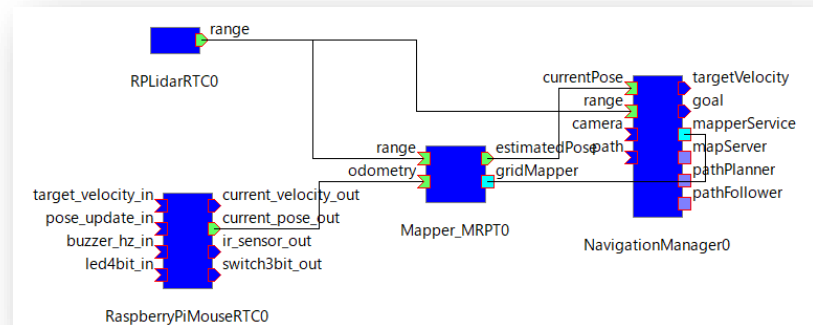 range
RPLidarRTC0
currentPose
range
camera
path
targetVelocity
goal
mapperService
mapServer
pathPlanner
pathFollower
NavigationManager0
range
odometry
estimatedPose
gridMapper
Mapper_MRPT0
target_velocity_in
pose_update_in
buzzer_hz_in
led4bit_in
current_velocity_out
current_pose_out
ir_sensor_out
switch3bit_out
RaspberryPiMouseRTC0